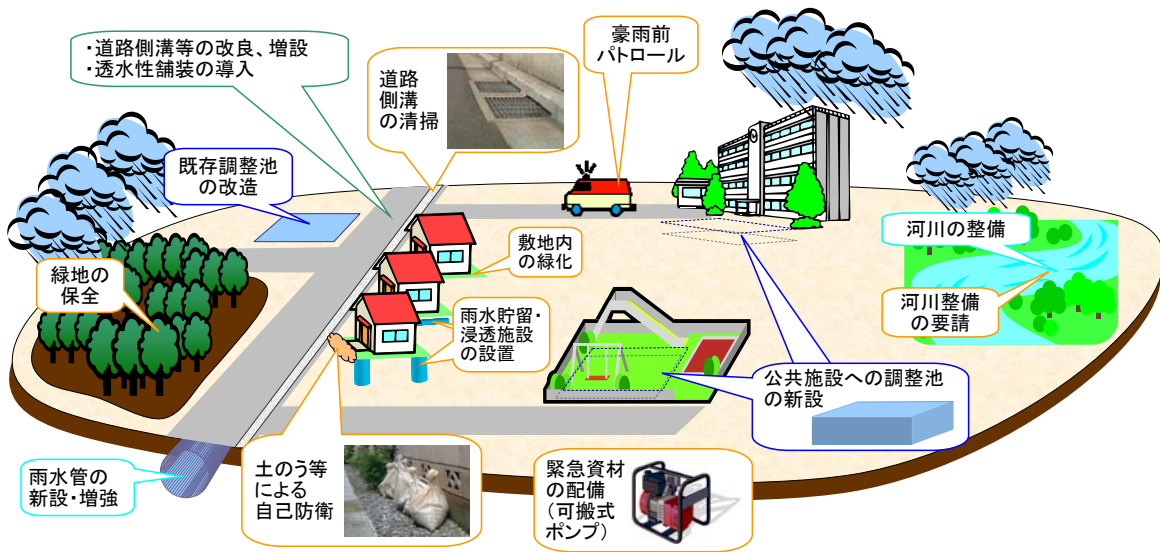 ・道路側溝等の改良、増設
・透水性舗装の導入
道路
側溝
の清掃
豪雨前
パトロール
既存調整池
の改造
緑地の
保全
敷地内
の緑化
雨水貯留・
浸透施設
の設置
河川の整備
河川整備
の要請
公共施設への調整池
の新設
雨水管の
新設・増強
土のう等
による
自己防衛
緊急資材
の配備
（可搬式
ポンプ）